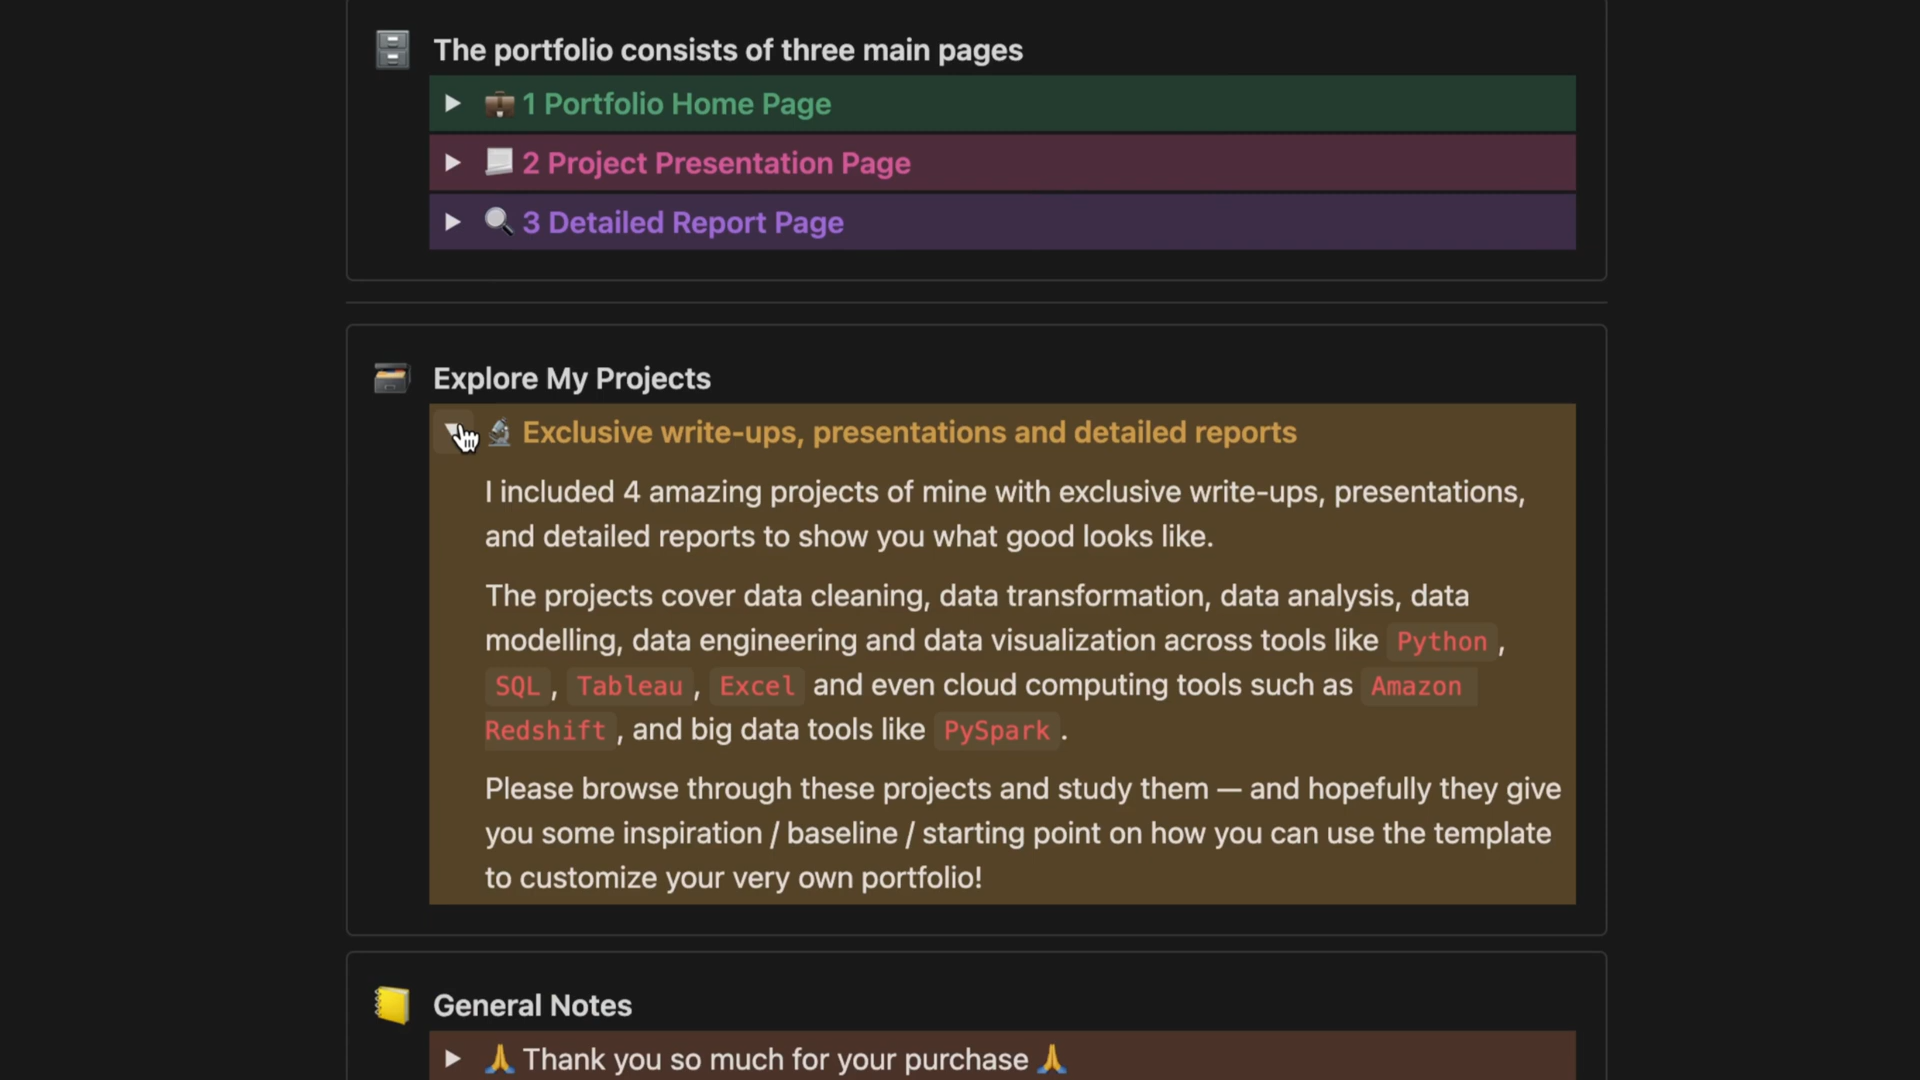 The portfolio consists of three main pages
1 Portfolio Home Page
2 Project Presentation Page
3 Detailed Report Page
Explore My Projects
Exclusive write-ups, presentations and detailed reports
I included 4 amazing projects of mine with exclusive write-ups, presentations,
and detailed reports to show you what good looks like.
The projects cover data cleaning, data transformation, data analysis, data
modelling, data engineering and data visualization across tools like Python,
SQL, Tableau, Excel and even cloud computing tools such as Amazon
Redshift, and big data tools like PySpark.
Please browse through these projects and study them — and hopefully they give
you some inspiration / baseline / starting point on how you can use the template
to customize your very own portfolio!
General Notes
🙏 Thank you so much for your purchase 🙏